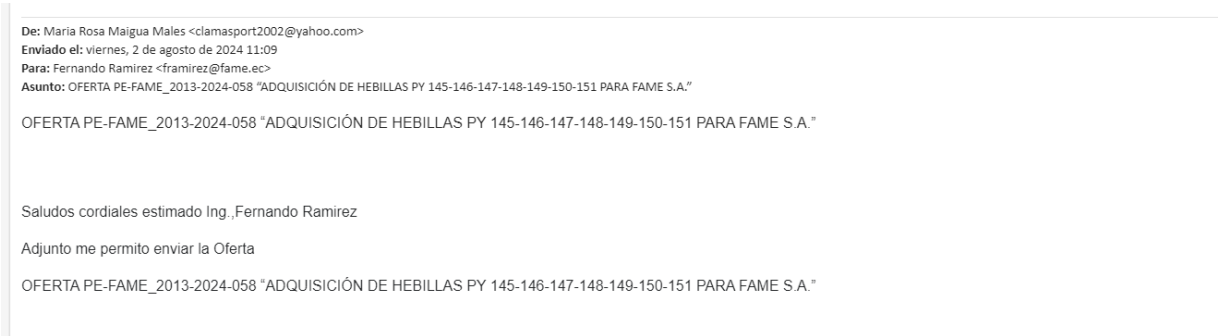 De: Maria Rosa Maigua Males <clamasport2002@yahoo.com>
Enviado el: viernes, 2 de agosto de 2024 11:09
Para: Fernando Ramirez <framirez@fame.ec>
Asunto: OFERTA PE-FAME_2013-2024-058 “ADQUISICIÓN DE HEBILLAS PY 145-146-147-148-149-150-151 PARA FAME S.A.”
OFERTA PE-FAME_2013-2024-058 “ADQUISICIÓN DE HEBILLAS PY 145-146-147-148-149-150-151 PARA FAME S.A.”
Saludos cordiales estimado Ing.,Fernando Ramirez
Adjunto me permito enviar la Oferta
OFERTA PE-FAME_2013-2024-058 “ADQUISICIÓN DE HEBILLAS PY 145-146-147-148-149-150-151 PARA FAME S.A.”